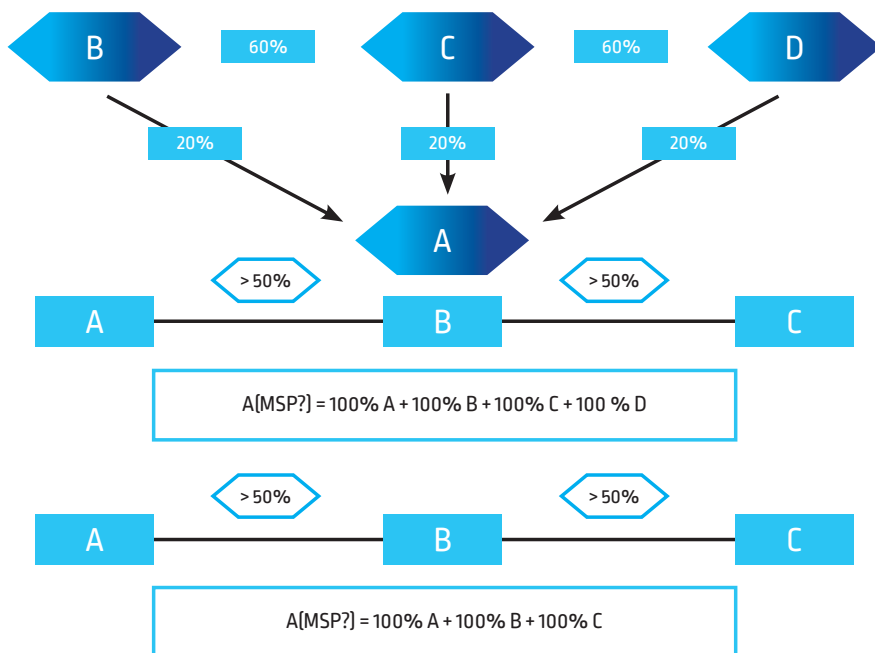 B 60% C 60% D
20% 20% 20%
A
>50% >50%
A B C
A(MSP?) = 100% A + 100% B + 100% C + 100 % D
>50% >50%
A B C
A(MSP?) = 100% A + 100% B + 100% C